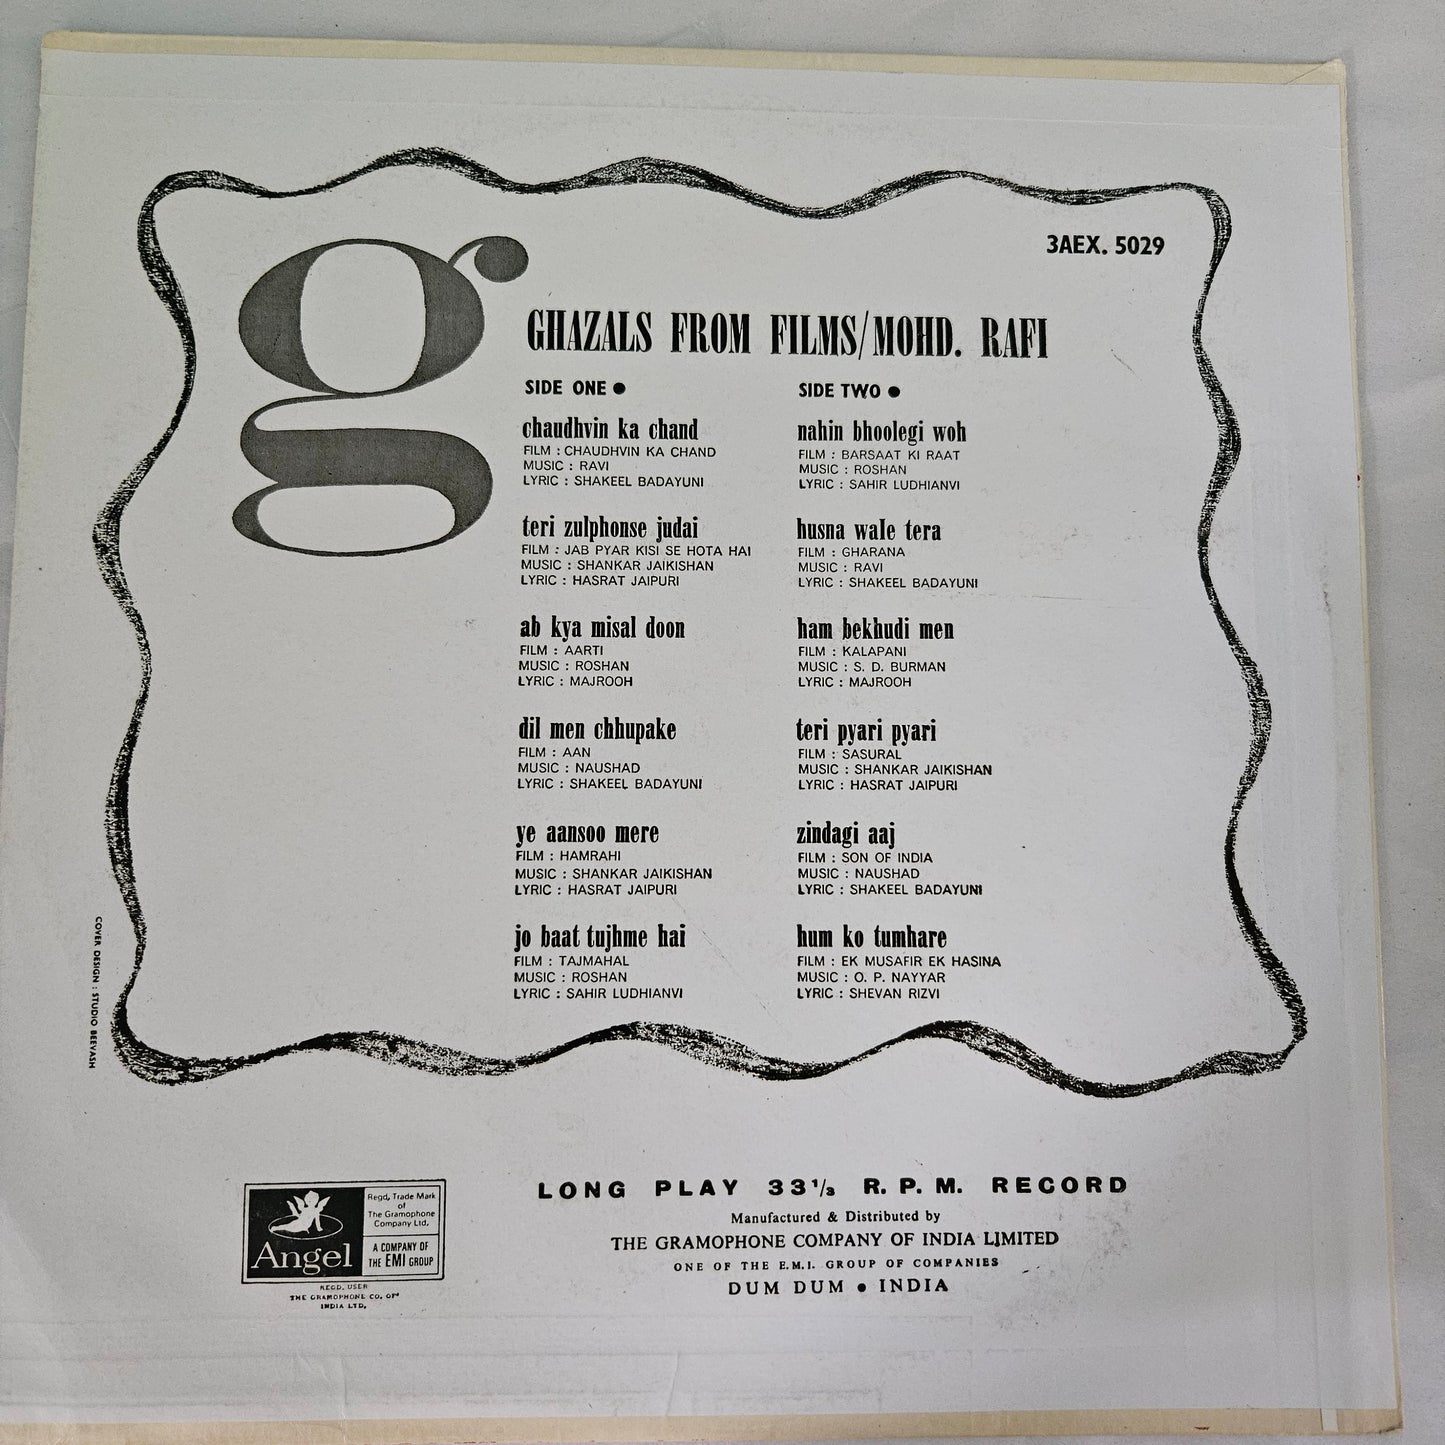 3AEX. 5029
g
GHAZALS FROM FILMS/MOHD. RAFI
SIDE ONE ●
chaudhvin ka chand
FILM : CHAUDHVIN KA CHAND
MUSIC : RAVI
LYRIC : SHAKEEL BADAYUNI
teri zulphonse judai
FILM : JAB PYAR KISI SE HOTA HAI
MUSIC : SHANKAR JAIKISHAN
LYRIC : HASRAT JAIPURI
ab kya misal doon
FILM : AARTI
MUSIC : ROSHAN
LYRIC : MAJROOH
dil men chhupake
FILM : AAN
MUSIC : NAUSHAD
LYRIC : SHAKEEL BADAYUNI
ye aansoo mere
FILM : HAMRAHI
MUSIC : SHANKAR JAIKISHAN
LYRIC : HASRAT JAIPURI
jo baat tujhme hai
FILM : TAJMAHAL
MUSIC : ROSHAN
LYRIC : SAHIR LUDHIANVI
SIDE TWO ●
nahin bhoolegi woh
FILM : BARSAAT KI RAAT
MUSIC : ROSHAN
LYRIC : SAHIR LUDHIANVI
husna wale tera
FILM : GHARANA
MUSIC : RAVI
LYRIC : SHAKEEL BADAYUNI
ham bekhudi men
FILM : KALAPANI
MUSIC : S. D. BURMAN
LYRIC : MAJROOH
teri pyari pyari
FILM : SASURAL
MUSIC : SHANKAR JAIKISHAN
LYRIC : HASRAT JAIPURI
zindagi aaj
FILM : SON OF INDIA
MUSIC : NAUSHAD
LYRIC : SHAKEEL BADAYUNI
hum ko tumhare
FILM : EK MUSAFIR EK HASINA
MUSIC : O. P. NAYYAR
LYRIC : SHEVAN RIZVI
COVER DESIGN : STUDIO BEEVASH
Angel
Regd. Trade Mark
of
The Gramophone
Company Ltd.
A COMPANY OF
THE EMI GROUP
REGD. USER
THE GRAMOPHONE CO. OF
INDIA LTD.
LONG PLAY 33⅓ R.P.M. RECORD
Manufactured & Distributed by
THE GRAMOPHONE COMPANY OF INDIA LIMITED
ONE OF THE E.M.I. GROUP OF COMPANIES
DUM DUM ● INDIA